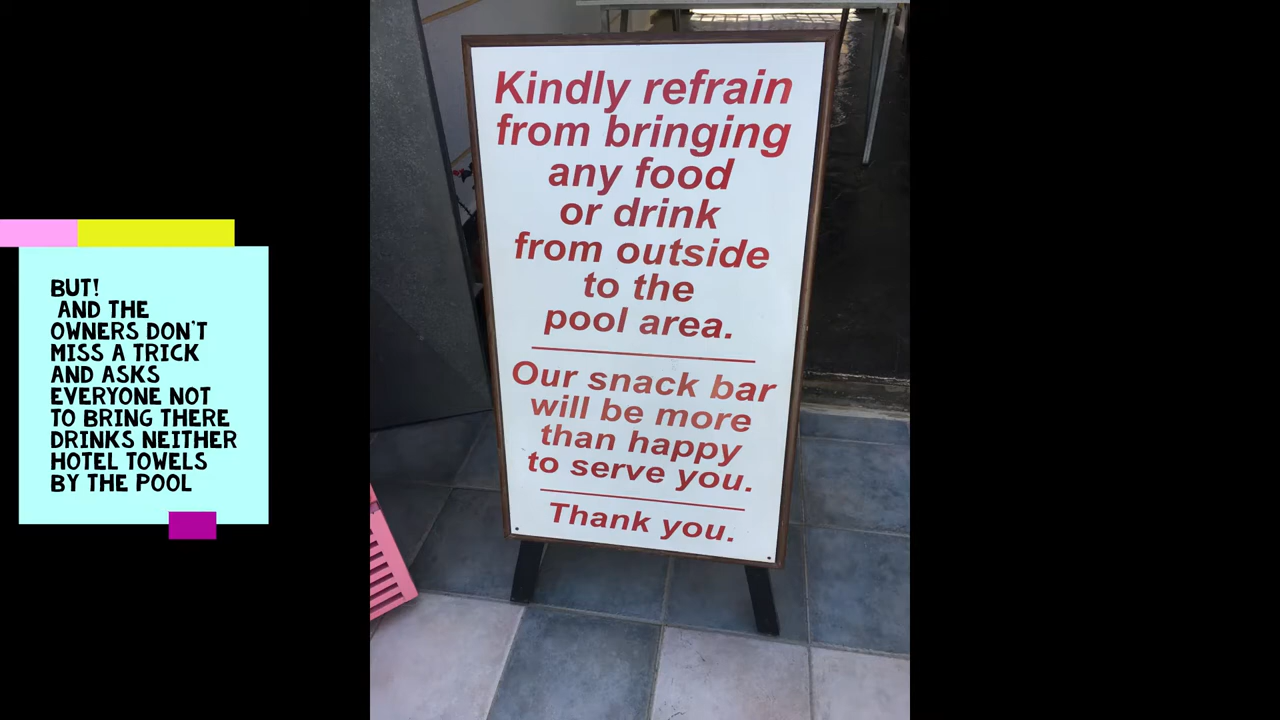 BUT!
AND THE
OWNERS DON'T
MISS A TRICK
AND ASKS
EVERYONE NOT
TO BRING THERE
DRINKS NEITHER
HOTEL TOWELS
BY THE POOL
Kindly refrain
from bringing
any food
or drink
from outside
to the
pool area.
Our snack bar
will be more
than happy
to serve you.
Thank you.